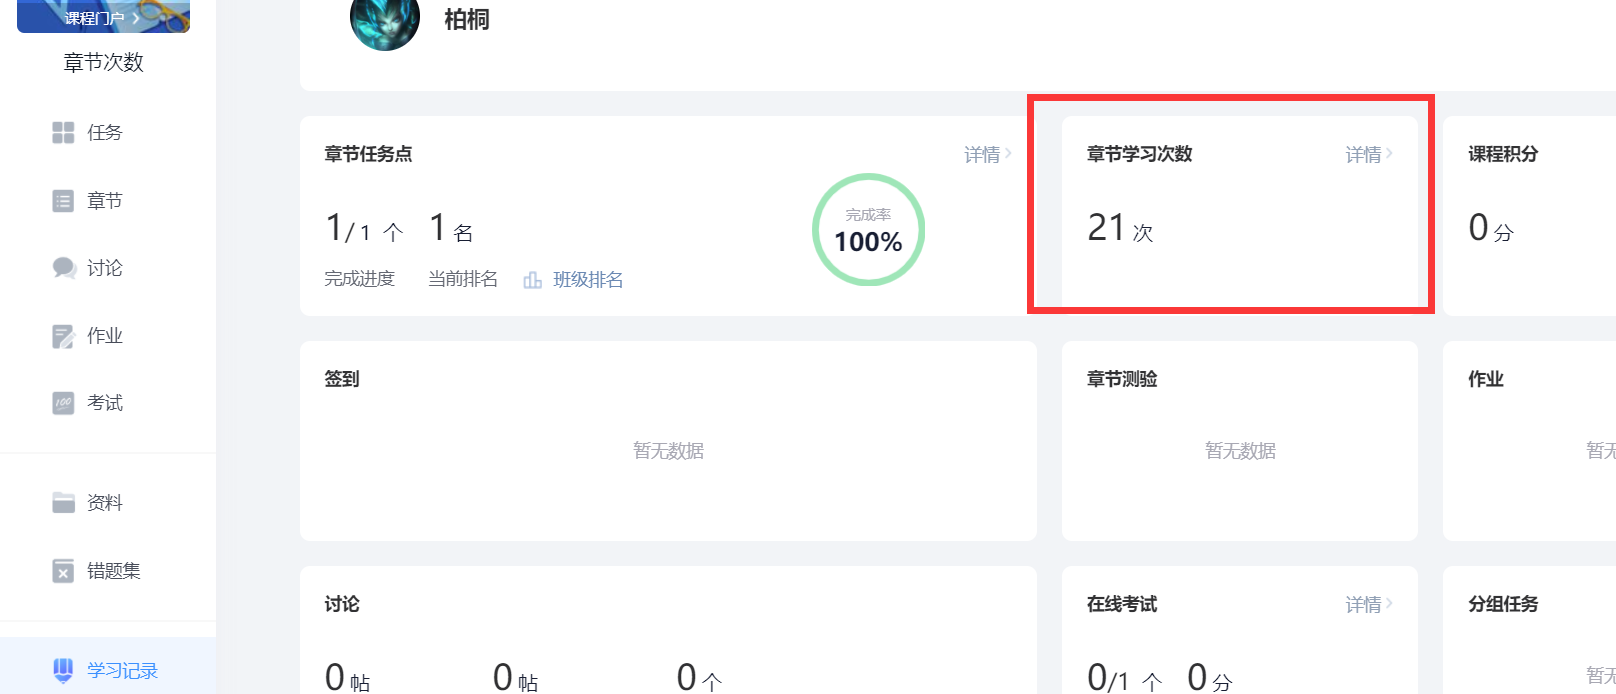 课程门户 >
章节次数
任务
章节
讨论
作业
考试
100
资料
错题集
学习记录
柏桐
章节任务点
详情 >
1/1 个
1 名
完成进度
当前排名
班级排名
完成率
100%
章节学习次数
详情 >
21 次
课程积分
0 分
签到
暂无数据
章节测验
暂无数据
作业
暂无
讨论
0 帖
0 帖
0 个
在线考试
详情 >
0/1 个
0 分
分组任务
暂无